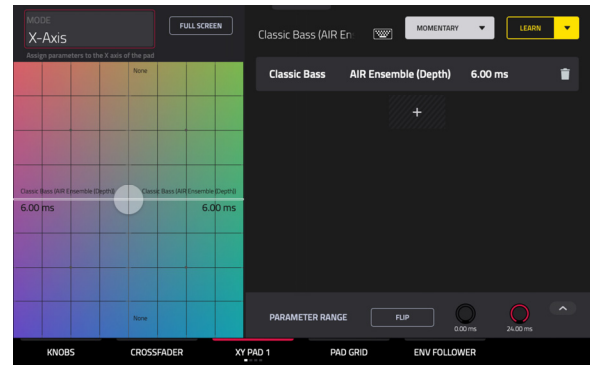 MODE
X-Axis
FULL SCREEN
Assign parameters to the X axis of the pad
Classic Bass (AIR En
MOMENTARY
LEARN
None
Classic Bass
AIR Ensemble (Depth)
6.00 ms
+
Classic Bass (AIR Ensemble (Depth))
Classic Bass (AIR Ensemble (Depth))
6.00 ms
6.00 ms
None
PARAMETER RANGE
FLIP
0.00 ms
24.00 ms
KNOBS
CROSSFADER
XY PAD 1
PAD GRID
ENV FOLLOWER